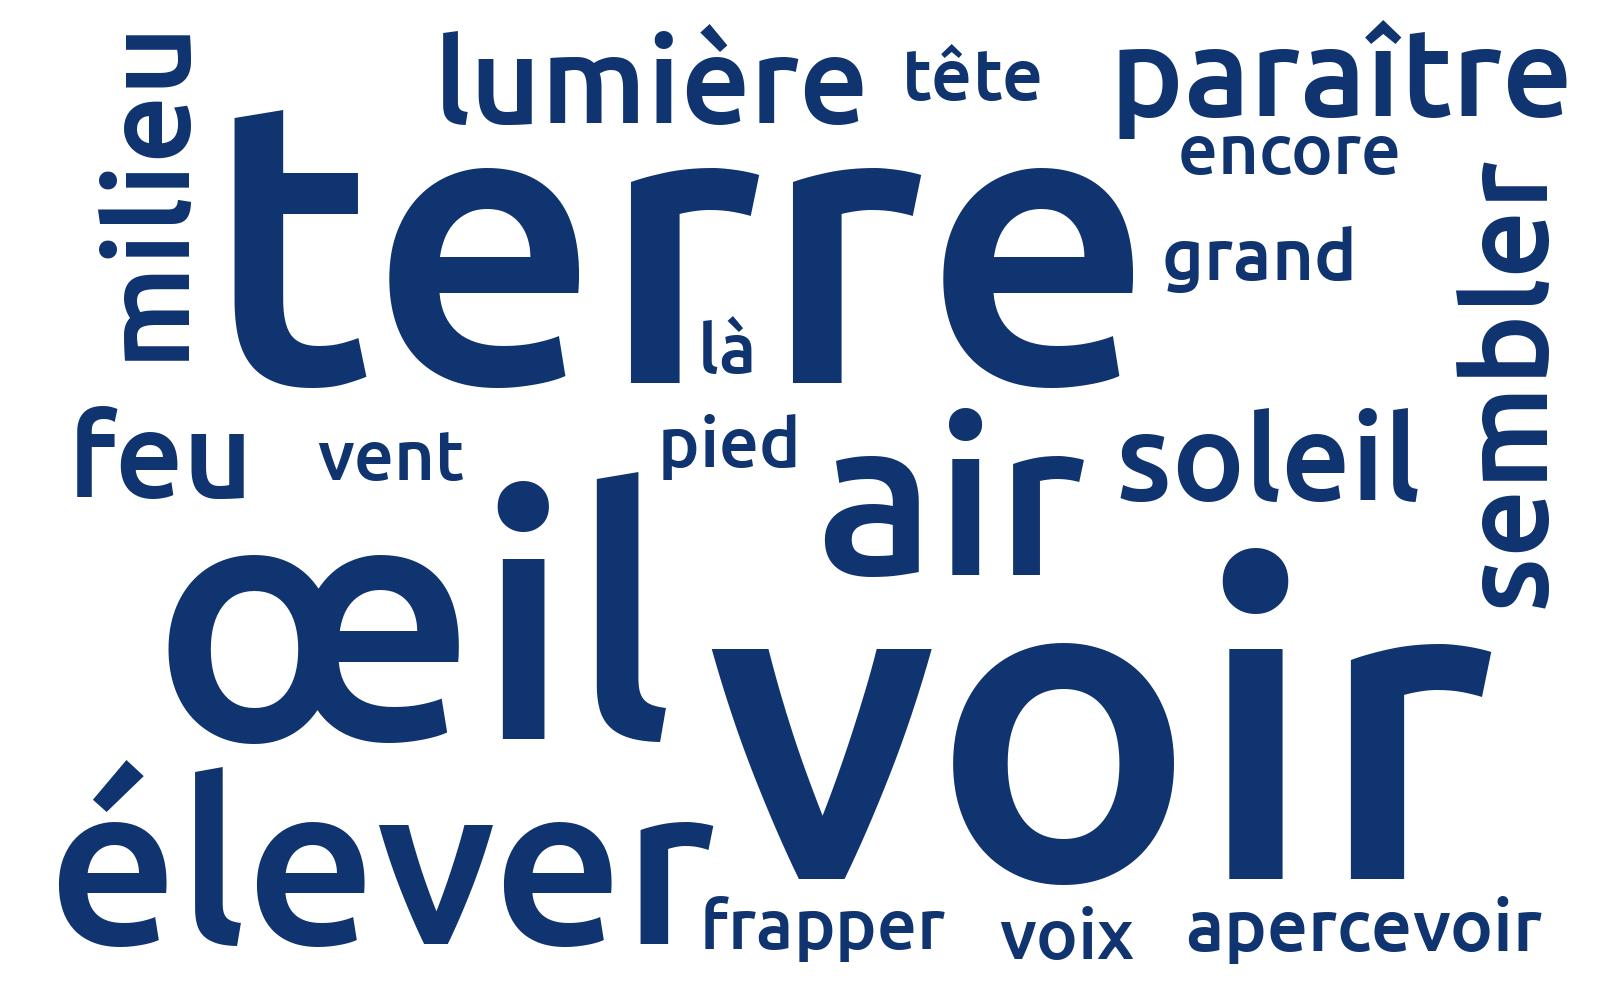 milieu
lumière
tête
paraître
encore
terre
grand
sembler
là
feu
vent
pied
air
soleil
œil
voir
élever
frapper
voix
apercevoir